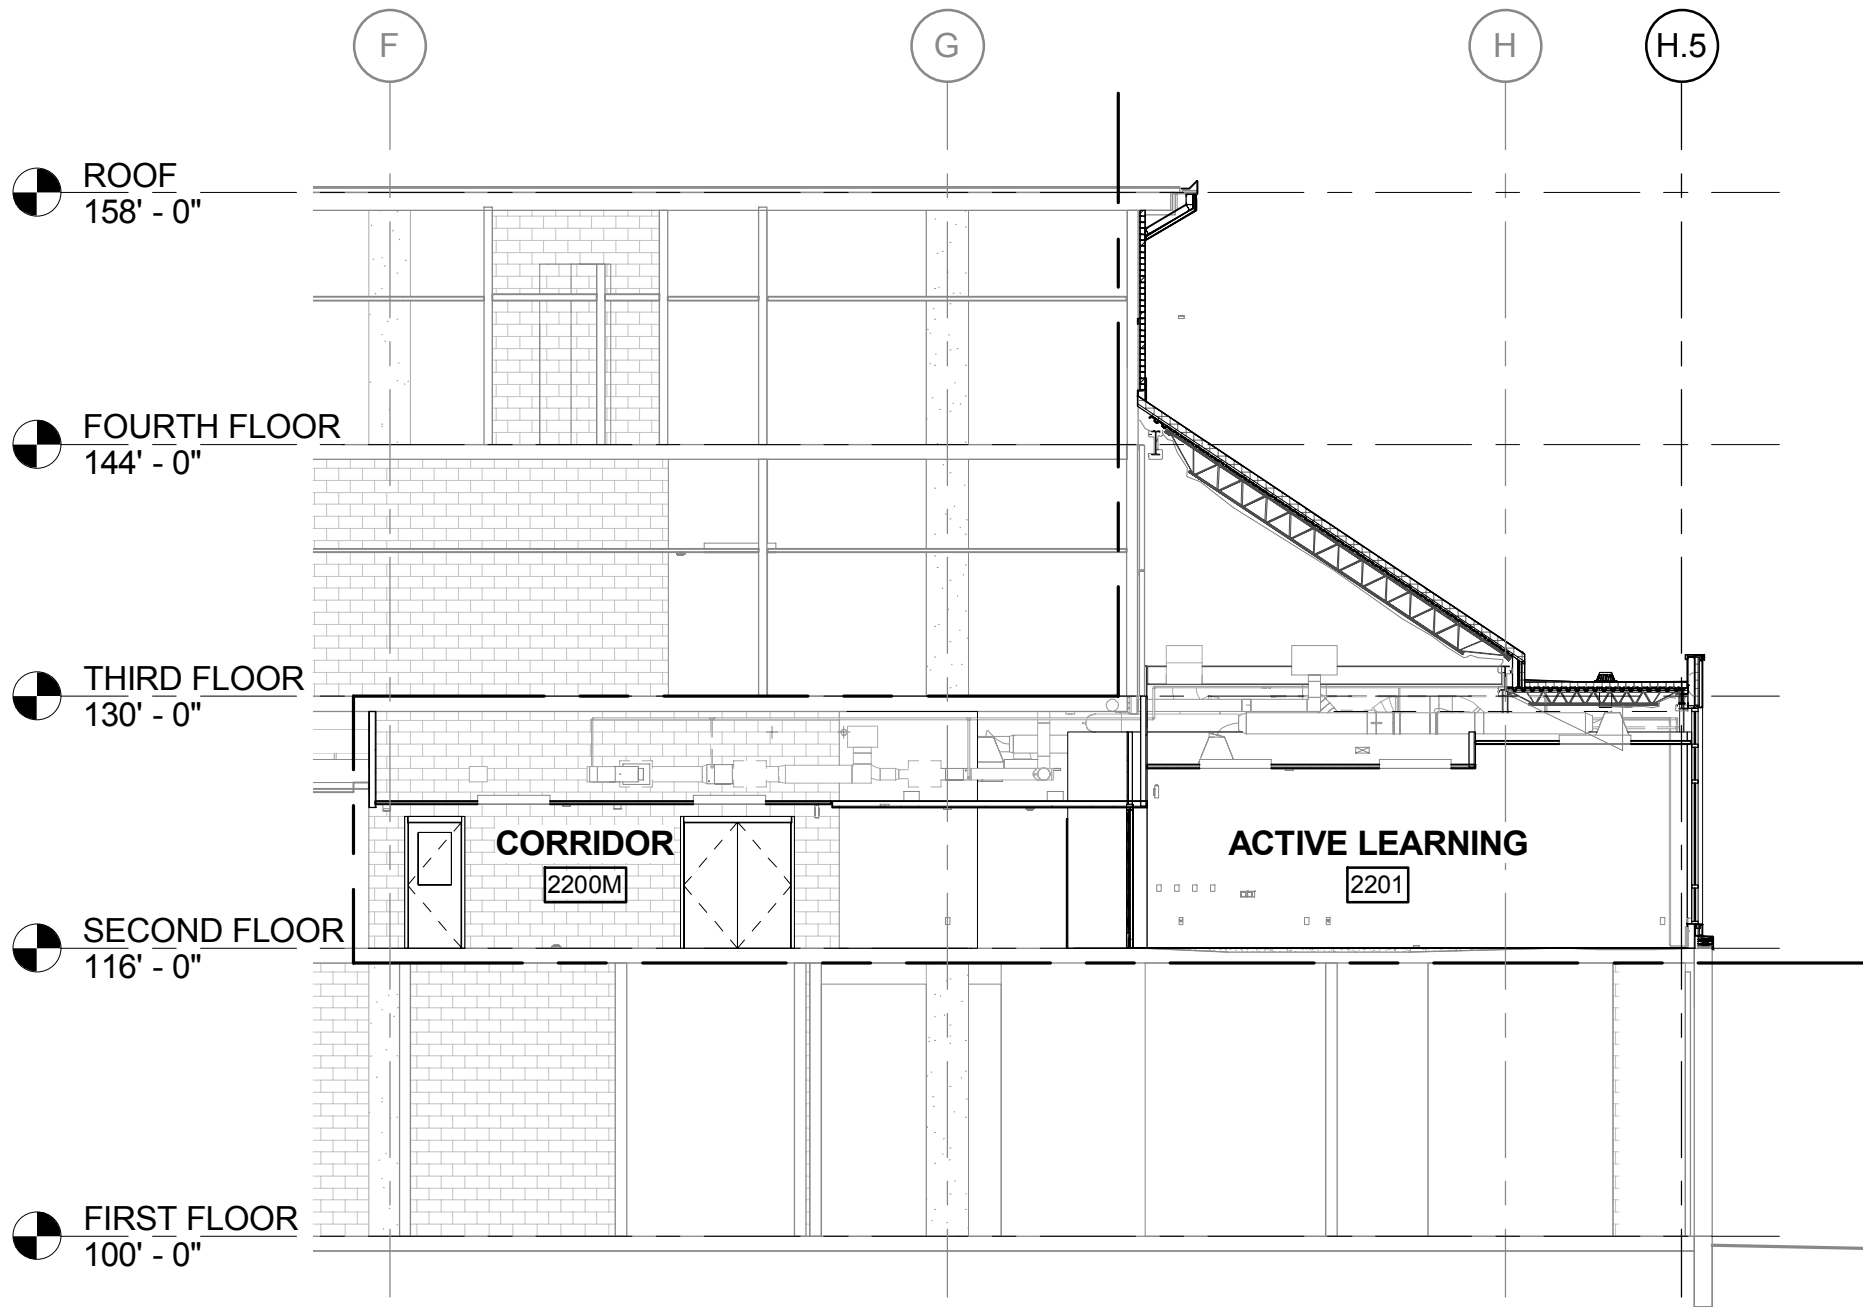 F
G
H
H.5
ROOF
158' - 0"
FOURTH FLOOR
144' - 0"
THIRD FLOOR
130' - 0"
CORRIDOR
2200M
ACTIVE LEARNING
2201
SECOND FLOOR
116' - 0"
FIRST FLOOR
100' - 0"